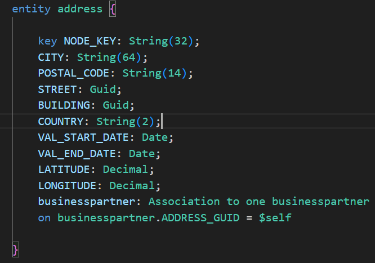 entity address {
key NODE_KEY: String(32);
CITY: String(64);
POSTAL_CODE: String(14);
STREET: Guid;
BUILDING: Guid;
COUNTRY: String(2);
VAL_START_DATE: Date;
VAL_END_DATE: Date;
LATITUDE: Decimal;
LONGITUDE: Decimal;
businesspartner: Association to one businesspartner
on businesspartner.ADDRESS_GUID = $self
}